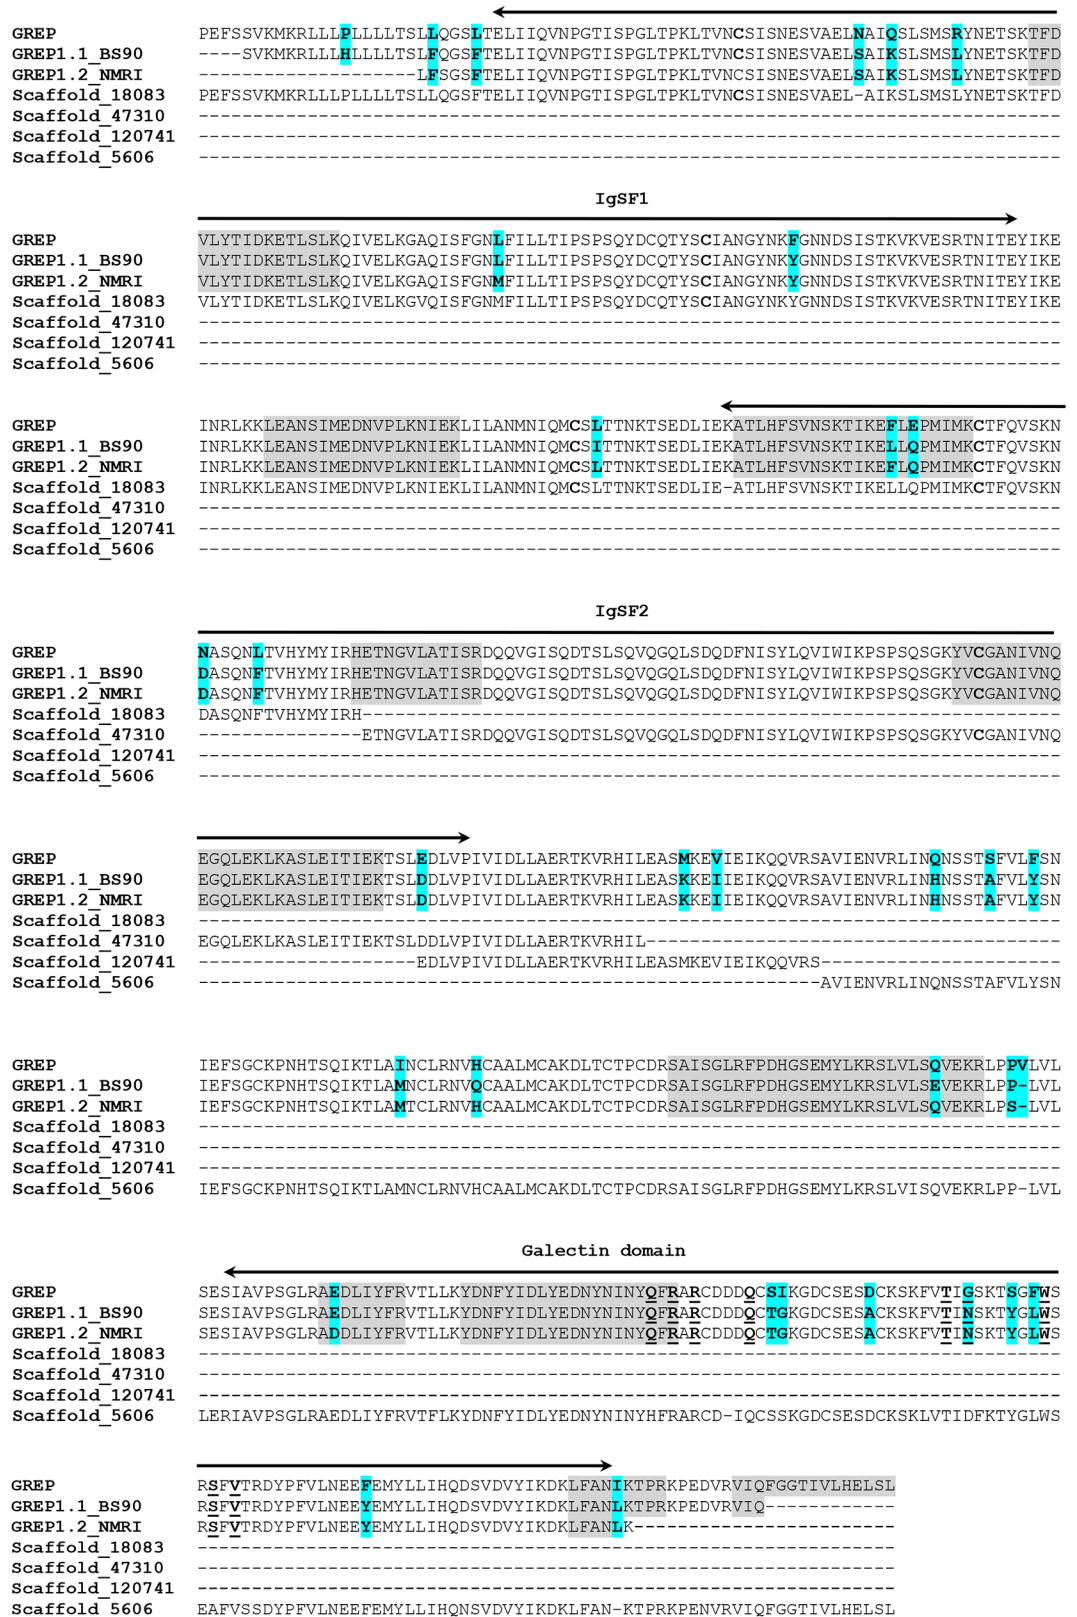 GREP PEFSSVKMKRLLLPLLLLTSLLQGSLTELIIQVNPGTISPGLTPKLTVNCSISNESVAELNAIQSLSMSRYNETSKTFD
GREP1.1_BS90 ----SVKMKRLLLHLLLLTSLFQGSFTELIIQVNPGTISPGLTPKLTVNCSISNESVAELSAIKSLSMSLYNETSKTFD
GREP1.2_NMRI --------------------LFSGSFTELIIQVNPGTISPGLTPKLTVNCSISNESVAELSAIKSLSMSLYNETSKTFD
Scaffold_18083 PEFSSVKMKRLLLPLLLLTSLLQGSFTELIIQVNPGTISPGLTPKLTVNCSISNESVAEL-AIKSLSMSLYNETSKTFD
Scaffold_47310 -------------------------------------------------------------------------------
Scaffold_120741 -------------------------------------------------------------------------------
Scaffold_5606 -------------------------------------------------------------------------------
IgSF1
GREP VLYTIDKETLSLKQIVELKGAQISFGNLFILLTIPSPSQYDCQTYSCIANGYNKFGNNDSISTKVKVESRTNITEYIKE
GREP1.1_BS90 VLYTIDKETLSLKQIVELKGAQISFGNLFILLTIPSPSQYDCQTYSCIANGYNKYGNNDSISTKVKVESRTNITEYIKE
GREP1.2_NMRI VLYTIDKETLSLKQIVELKGAQISFGNMFILLTIPSPSQYDCQTYSCIANGYNKYGNNDSISTKVKVESRTNITEYIKE
Scaffold_18083 VLYTIDKETLSLKQIVELKGVQISFGNMFILLTIPSPSQYDCQTYSCIANGYNKYGNNDSISTKVKVESRTNITEYIKE
Scaffold_47310 -------------------------------------------------------------------------------
Scaffold_120741 -------------------------------------------------------------------------------
Scaffold_5606 -------------------------------------------------------------------------------
GREP INRLKKLEANSIMEDNVPLKNIEKLILANMNIQMCSLTTNKTSEDLIEKATLHFSVNSKTIKEFLEPMIMKCTFQVSKN
GREP1.1_BS90 INRLKKLEANSIMEDNVPLKNIEKLILANMNIQMCSITTNKTSEDLIEKATLHFSVNSKTIKELLQPMIMKCTFQVSKN
GREP1.2_NMRI INRLKKLEANSIMEDNVPLKNIEKLILANMNIQMCSLTTNKTSEDLIEKATLHFSVNSKTIKEFLQPMIMKCTFQVSKN
Scaffold_18083 INRLKKLEANSIMEDNVPLKNIEKLILANMNIQMCSLTTNKTSEDLIE-ATLHFSVNSKTIKELLQPMIMKCTFQVSKN
Scaffold_47310 -------------------------------------------------------------------------------
Scaffold_120741 -------------------------------------------------------------------------------
Scaffold_5606 -------------------------------------------------------------------------------
IgSF2
GREP NASQNLTVHYMYIRHETNGVLATISRDQQVGISQDTSLSQVQGQLSDQDFNISYLQVIWIKPSPSQSGKYVCGANIVNQ
GREP1.1_BS90 DASQNFTVHYMYIRHETNGVLATISRDQQVGISQDTSLSQVQGQLSDQDFNISYLQVIWIKPSPSQSGKYVCGANIVNQ
GREP1.2_NMRI DASQNFTVHYMYIRHETNGVLATISRDQQVGISQDTSLSQVQGQLSDQDFNISYLQVIWIKPSPSQSGKYVCGANIVNQ
Scaffold_18083 DASQNFTVHYMYIRH----------------------------------------------------------------
Scaffold_47310 ---------------ETNGVLATISRDQQVGISQDTSLSQVQGQLSDQDFNISYLQVIWIKPSPSQSGKYVCGANIVNQ
Scaffold_120741 -------------------------------------------------------------------------------
Scaffold_5606 -------------------------------------------------------------------------------
GREP EGQLEKLKASLEITIEKTSLEDLVPIVIDLLAERTKVRHILEASMKEVIEIKQQVRSAVIENVRLINQNSSTSFVLFSN
GREP1.1_BS90 EGQLEKLKASLEITIEKTSLDDLVPIVIDLLAERTKVRHILEASKKEIIEIKQQVRSAVIENVRLINHNSSTAFVLYSN
GREP1.2_NMRI EGQLEKLKASLEITIEKTSLDDLVPIVIDLLAERTKVRHILEASKKEIIEIKQQVRSAVIENVRLINHNSSTAFVLYSN
Scaffold_18083 -------------------------------------------------------------------------------
Scaffold_47310 EGQLEKLKASLEITIEKTSLDDLVPIVIDLLAERTKVRHIL--------------------------------------
Scaffold_120741 --------------------EDLVPIVIDLLAERTKVRHILEASMKEVIEIKQQVRS----------------------
Scaffold_5606 ---------------------------------------------------------AVIENVRLINQNSSTAFVLYSN
GREP IEFSGCKPNHTSQIKTLAINCLRNVHCAALMCAKDLTCTPCDRSAISGLRFPDHGSEMYLKRSLVLSQVEKRLPPVLVL
GREP1.1_BS90 IEFSGCKPNHTSQIKTLAMNCLRNVQCAALMCAKDLTCTPCDRSAISGLRFPDHGSEMYLKRSLVLSEVEKRLPP-LVL
GREP1.2_NMRI IEFSGCKPNHTSQIKTLAMTCLRNVHCAALMCAKDLTCTPCDRSAISGLRFPDHGSEMYLKRSLVLSQVEKRLPS-LVL
Scaffold_18083 -------------------------------------------------------------------------------
Scaffold_47310 -------------------------------------------------------------------------------
Scaffold_120741 -------------------------------------------------------------------------------
Scaffold_5606 IEFSGCKPNHTSQIKTLAMNCLRNVHCAALMCAKDLTCTPCDRSAISGLRFPDHGSEMYLKRSLVISQVEKRLPP-LVL
Galectin domain
GREP SESIAVPSGLRAEDLIYFRVTLLKYDNFYIDLYEDNYNINYQFRARCDDDQCSIKGDCSESDCKSKFVTIGSKTSGFWS
GREP1.1_BS90 SESIAVPSGLRAEDLIYFRVTLLKYDNFYIDLYEDNYNINYQFRARCDDDQCTGKGDCSESACKSKFVTINSKTYGLWS
GREP1.2_NMRI SESIAVPSGLRADDLIYFRVTLLKYDNFYIDLYEDNYNINYQFRARCDDDQCTGKGDCSESACKSKFVTINSKTYGLWS
Scaffold_18083 -------------------------------------------------------------------------------
Scaffold_47310 -------------------------------------------------------------------------------
Scaffold_120741 -------------------------------------------------------------------------------
Scaffold_5606 LERIAVPSGLRAEDLIYFRVTFLKYDNFYIDLYEDNYNINYHFRARCD-IQCSSKGDCSESDCKSKLVTIDFKTYGLWS
GREP RSFVTRDYPFVLNEEFEMYLLIHQDSVDVYIKDKLFANIKTPRKPEDVRVIQFGGTIVLHELSL
GREP1.1_BS90 RSFVTRDYPFVLNEEYEMYLLIHQDSVDVYIKDKLFANLKTPRKPEDVRVIQ------------
GREP1.2_NMRI RSFVTRDYPFVLNEEYEMYLLIHQDSVDVYIKDKLFANLK------------------------
Scaffold_18083 ----------------------------------------------------------------
Scaffold_47310 ----------------------------------------------------------------
Scaffold_120741 ----------------------------------------------------------------
Scaffold 5606 EAFVSSDYPFVLNEEFEMYLLIHQNSVDVYIKDKLFAN-KTPRKPENVRVIQFGGTIVLHELSL